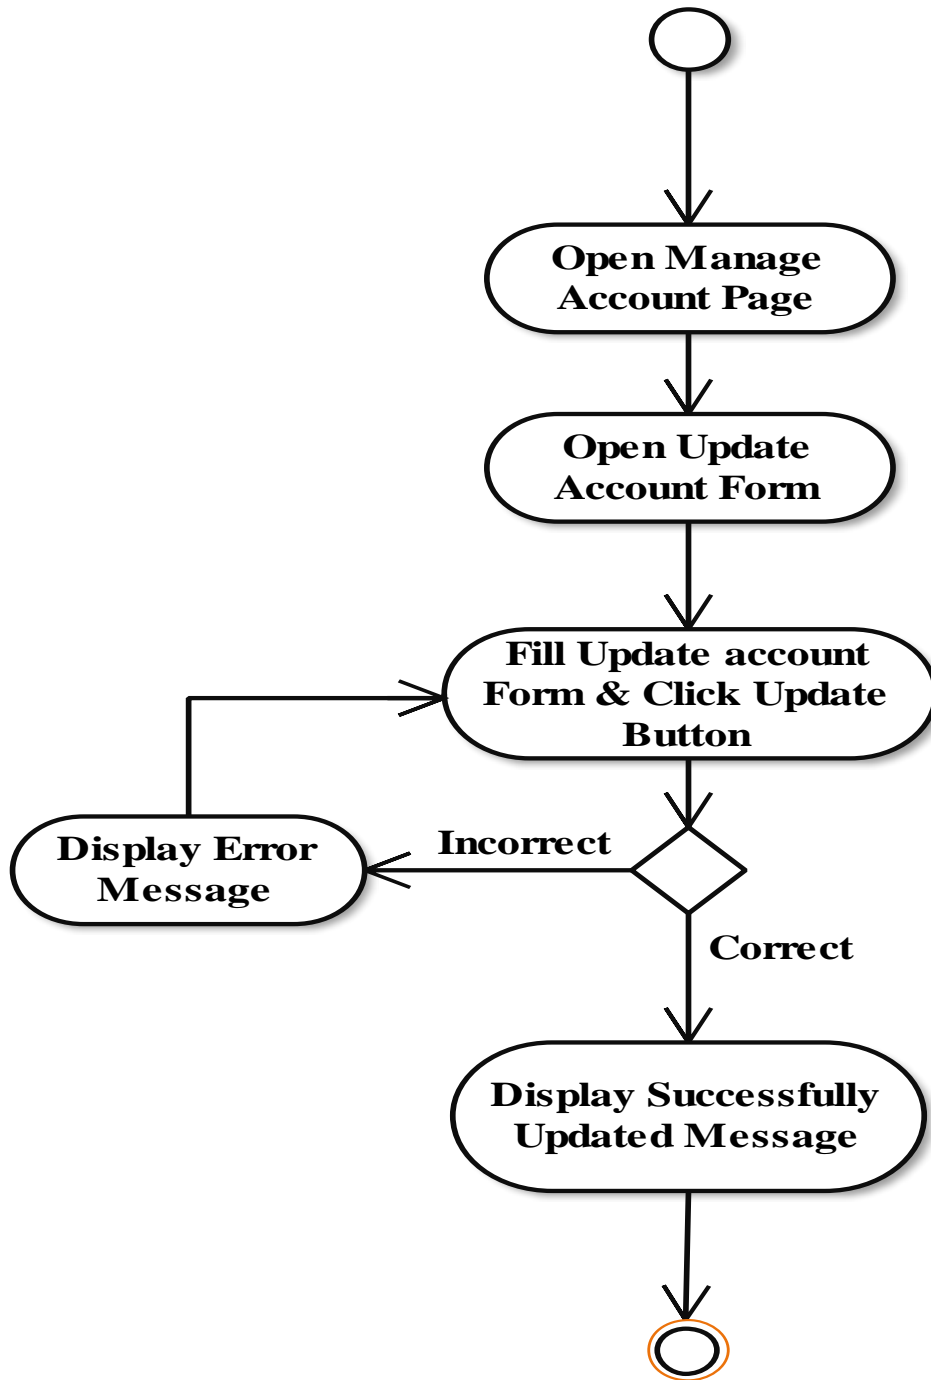 Open Manage
Account Page
Open Update
Account Form
Fill Update account
Form & Click Update
Button
Display Error
Message
Incorrect
Correct
Display Successfully
Updated Message